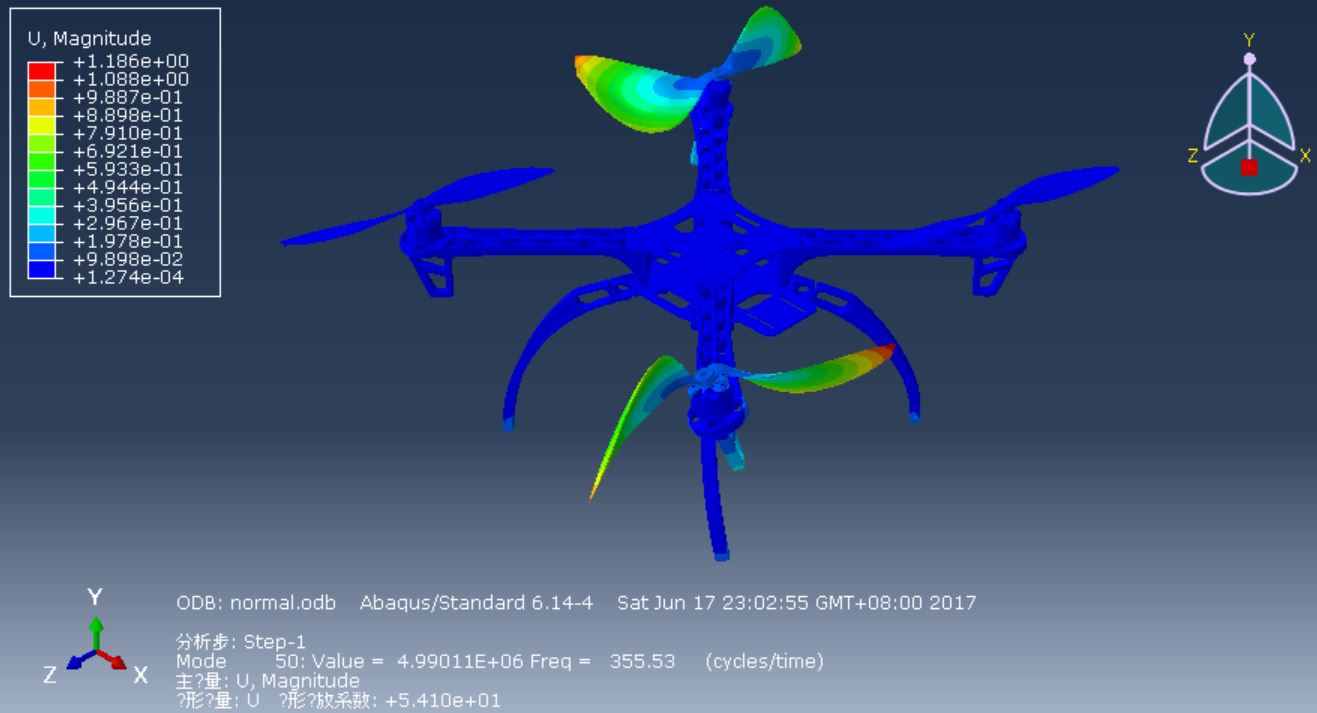 U, Magnitude
+1.186e+00
+1.088e+00
+9.887e-01
+8.898e-01
+7.910e-01
+6.921e-01
+5.933e-01
+4.944e-01
+3.956e-01
+2.967e-01
+1.978e-01
+9.898e-02
+1.274e-04
Y
Z
X
Y
Z
X
ODB: normal.odb Abaqus/Standard 6.14-4 Sat Jun 17 23:02:55 GMT+08:00 2017
分析步: Step-1
Mode 50: Value = 4.99011E+06 Freq = 355.53 (cycles/time)
主?量: U, Magnitude
?形?量: U ?形?放系数: +5.410e+01